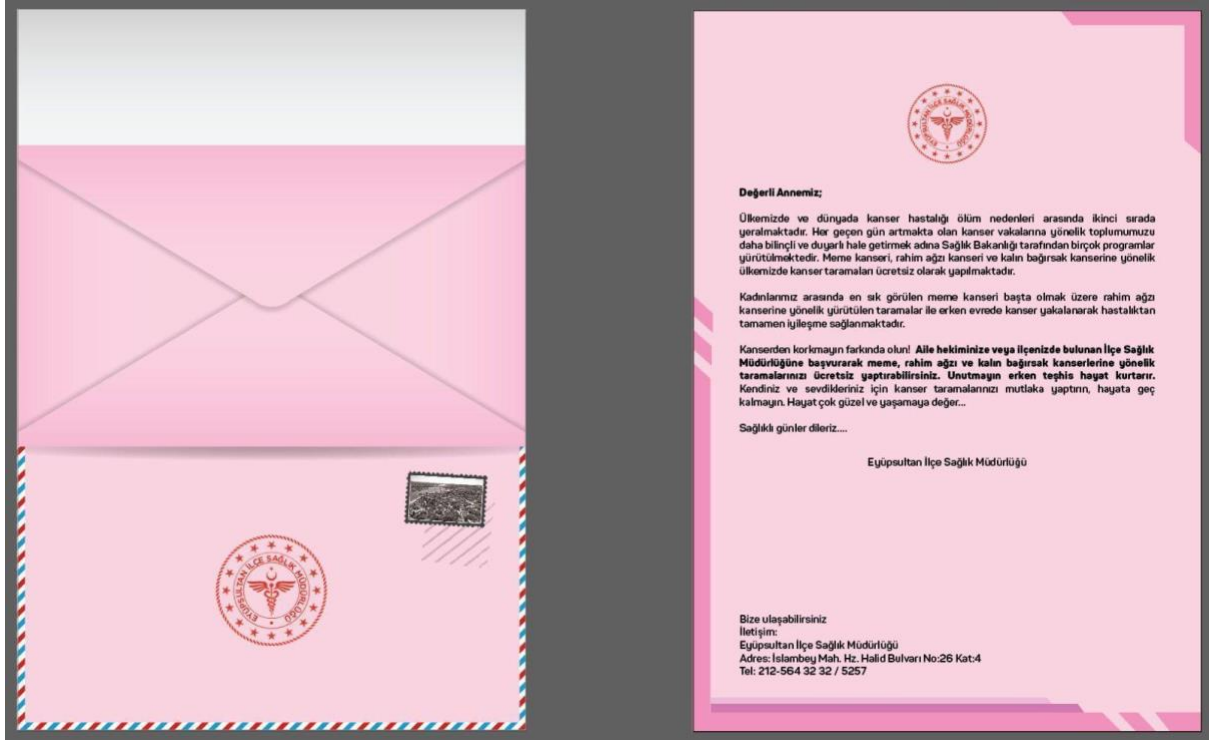 EYÜPSULTAN İLÇE SAĞLIK MÜDÜRLÜĞÜ
EYÜPSULTAN İLÇE SAĞLIK MÜDÜRLÜĞÜ
Değerli Annemiz;
Ülkemizde ve dünyada kanser hastalığı ölüm nedenleri arasında ikinci sırada
yeralmaktadır. Her geçen gün artmakta olan kanser vakalarına yönelik toplumumuzu
daha bilinçli ve duyarlı hale getirmek adına Sağlık Bakanlığı tarafından birçok programlar
yürütülmektedir. Meme kanseri, rahim ağzı kanseri ve kalın bağırsak kanserine yönelik
ülkemizde kanser taramaları ücretsiz olarak yapılmaktadır.
Kadınlarımız arasında en sık görülen meme kanseri başta olmak üzere rahim ağzı
kanserine yönelik yürütülen taramalar ile erken evrede kanser yakalanarak hastalıktan
tamamen iyileşme sağlanmaktadır.
Kanserden korkmayın farkında olun! Aile hekiminize veya ilçenizde bulunan İlçe Sağlık
Müdürlüğüne başvurarak meme, rahim ağzı ve kalın bağırsak kanserlerine yönelik
taramalarınızı ücretsiz yaptırabilirsiniz. Unutmayın erken teşhis hayat kurtarır.
Kendiniz ve sevdikleriniz için kanser taramalarınızı mutlaka yaptırın, hayata geç
kalmayın. Hayat çok güzel ve yaşamaya değer...
Sağlıklı günler dileriz....
Eyüpsultan İlçe Sağlık Müdürlüğü
Bize ulaşabilirsiniz
İletişim:
Eyüpsultan İlçe Sağlık Müdürlüğü
Adres: İslambey Mah. Hz. Halid Bulvarı No:26 Kat:4
Tel: 212-564 32 32 / 5257